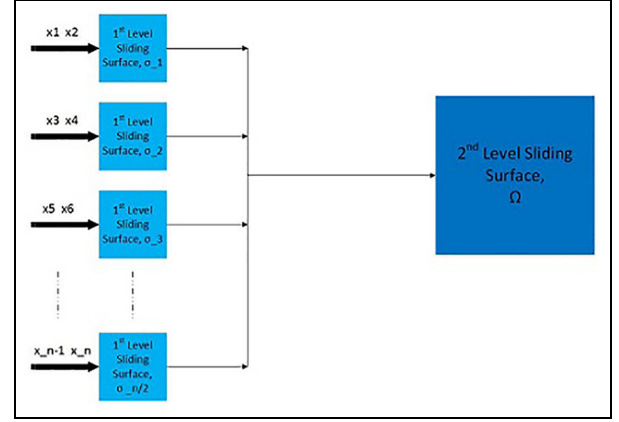 x1 x2
1st Level
Sliding
Surface, σ_1
x3 x4
1st Level
Sliding
Surface, σ_2
x5 x6
1st Level
Sliding
Surface, σ_3
x_n-1 x_n
1st Level
Sliding
Surface,
σ_n/2
2nd Level Sliding
Surface,
Ω